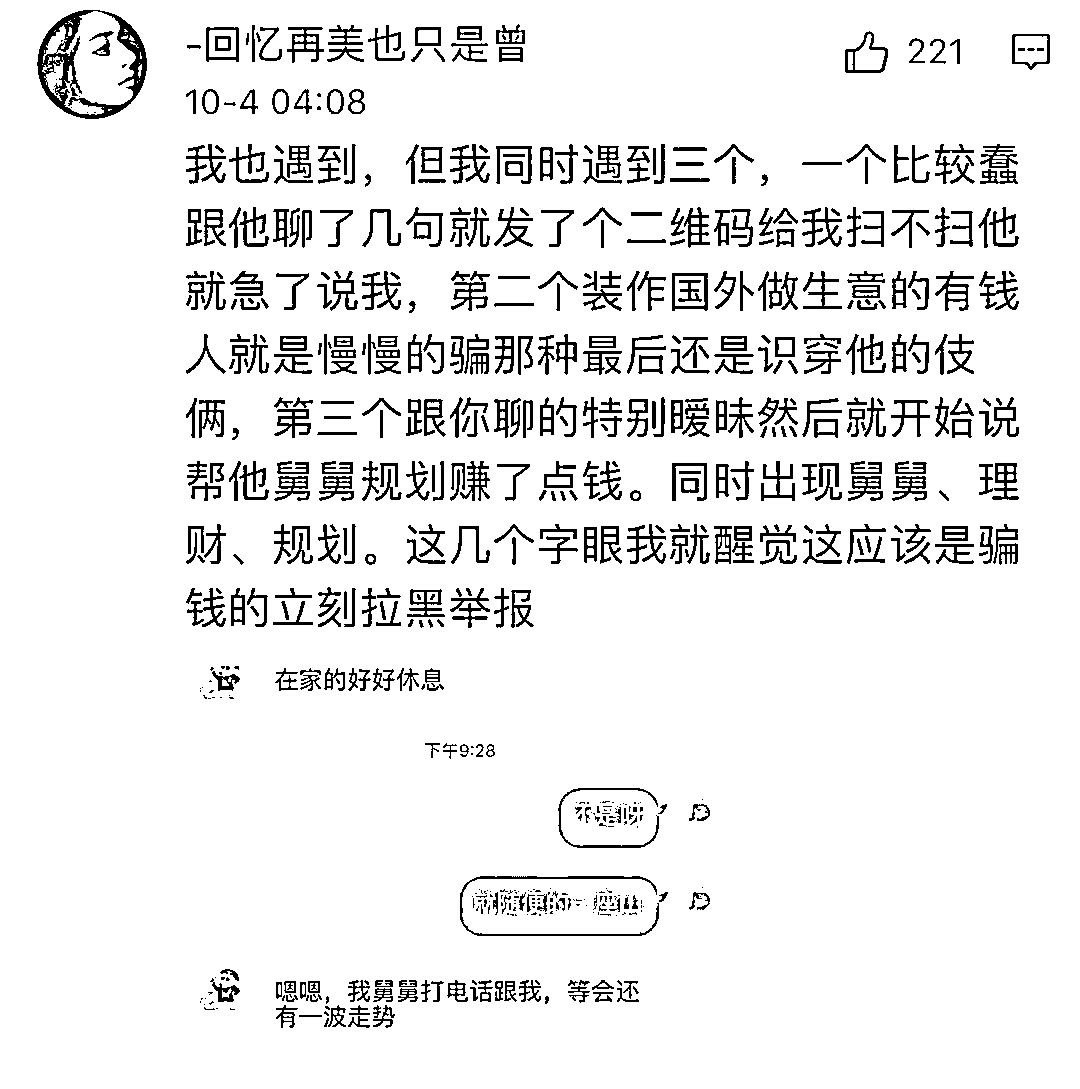 -回忆再美也只是曾
221
10-4 04:08
我也遇到，但我同时遇到三个，一个比较蠢
跟他聊了几句就发了个二维码给我扫不扫他
就急了说我，第二个装作国外做生意的有钱
人就是慢慢的骗那种最后还是识穿他的伎
俩，第三个跟你聊的特别暧昧然后就开始说
帮他舅舅规划赚了点钱。同时出现舅舅、理
财、规划。这几个字眼我就醒觉这应该是骗
钱的立刻拉黑举报
在家的好好休息
下午9:28
不是呀
就随便的一座山
嗯嗯，我舅舅打电话跟我，等会还
有一波走势